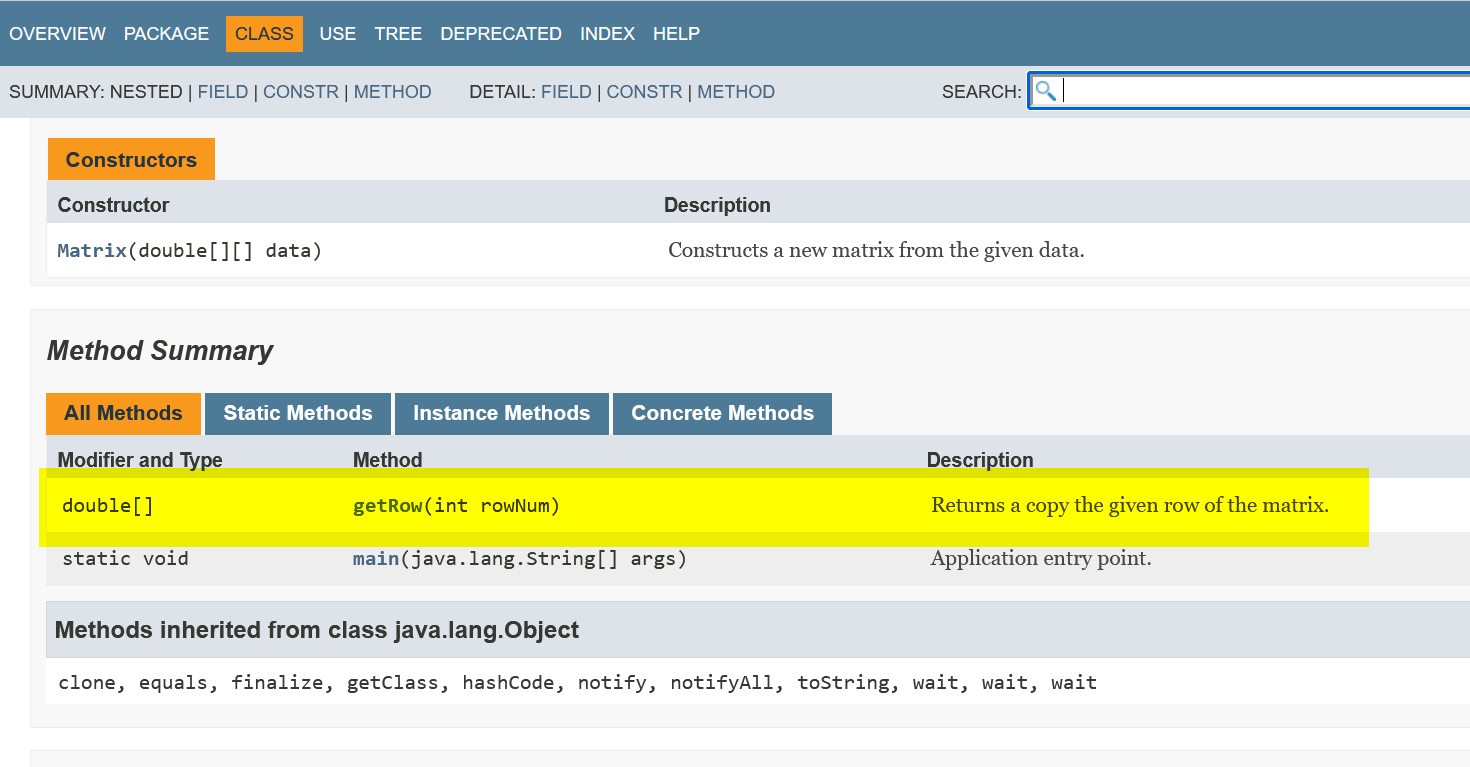 OVERVIEW PACKAGE CLASS USE TREE DEPRECATED INDEX HELP
SUMMARY: NESTED | FIELD | CONSTR | METHOD DETAIL: FIELD | CONSTR | METHOD SEARCH:
Constructors
Constructor Description
Matrix(double[][] data) Constructs a new matrix from the given data.
Method Summary
All Methods Static Methods Instance Methods Concrete Methods
Modifier and Type Method Description
double[] getRow(int rowNum) Returns a copy the given row of the matrix.
static void main(java.lang.String[] args) Application entry point.
Methods inherited from class java.lang.Object
clone, equals, finalize, getClass, hashCode, notify, notifyAll, toString, wait, wait, wait